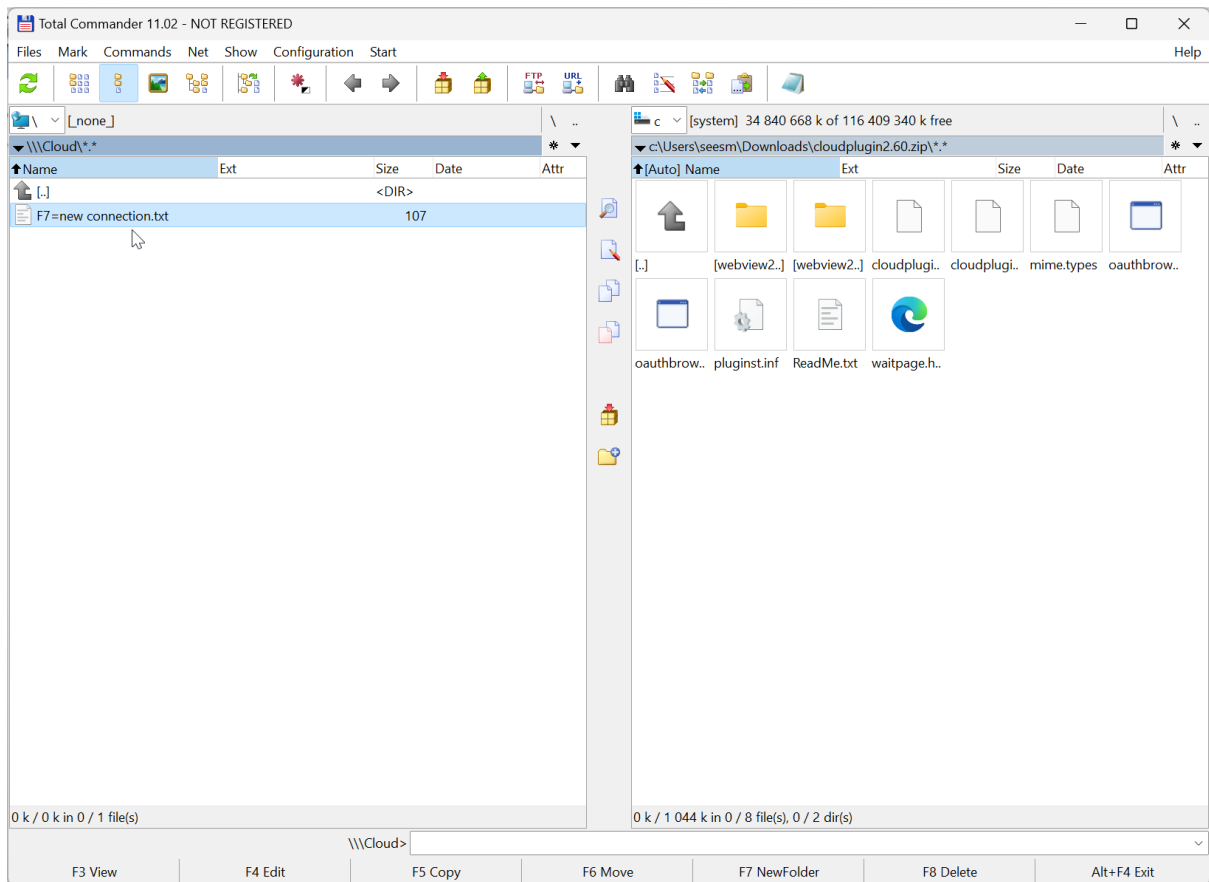 Total Commander 11.02 - NOT REGISTERED
Files Mark Commands Net Show Configuration Start Help
FTP URL
\ [_none_] \ ..
c [system] 34 840 668 k of 116 409 340 k free \ ..
\\\Cloud\*.* * 
c:\Users\seesm\Downloads\cloudplugin2.60.zip\*.* *
Name Ext Size Date Attr
[Auto] Name Ext Size Date Attr
[..] <DIR>
F7=new connection.txt 107
[..] [webview2..] [webview2..] cloudplugi.. cloudplugi.. mime.types oauthbrow..
oauthbrow.. pluginst.inf ReadMe.txt waitpage.h..
0 k / 0 k in 0 / 1 file(s)
0 k / 1 044 k in 0 / 8 file(s), 0 / 2 dir(s)
\\\Cloud>
F3 View F4 Edit F5 Copy F6 Move F7 NewFolder F8 Delete Alt+F4 Exit